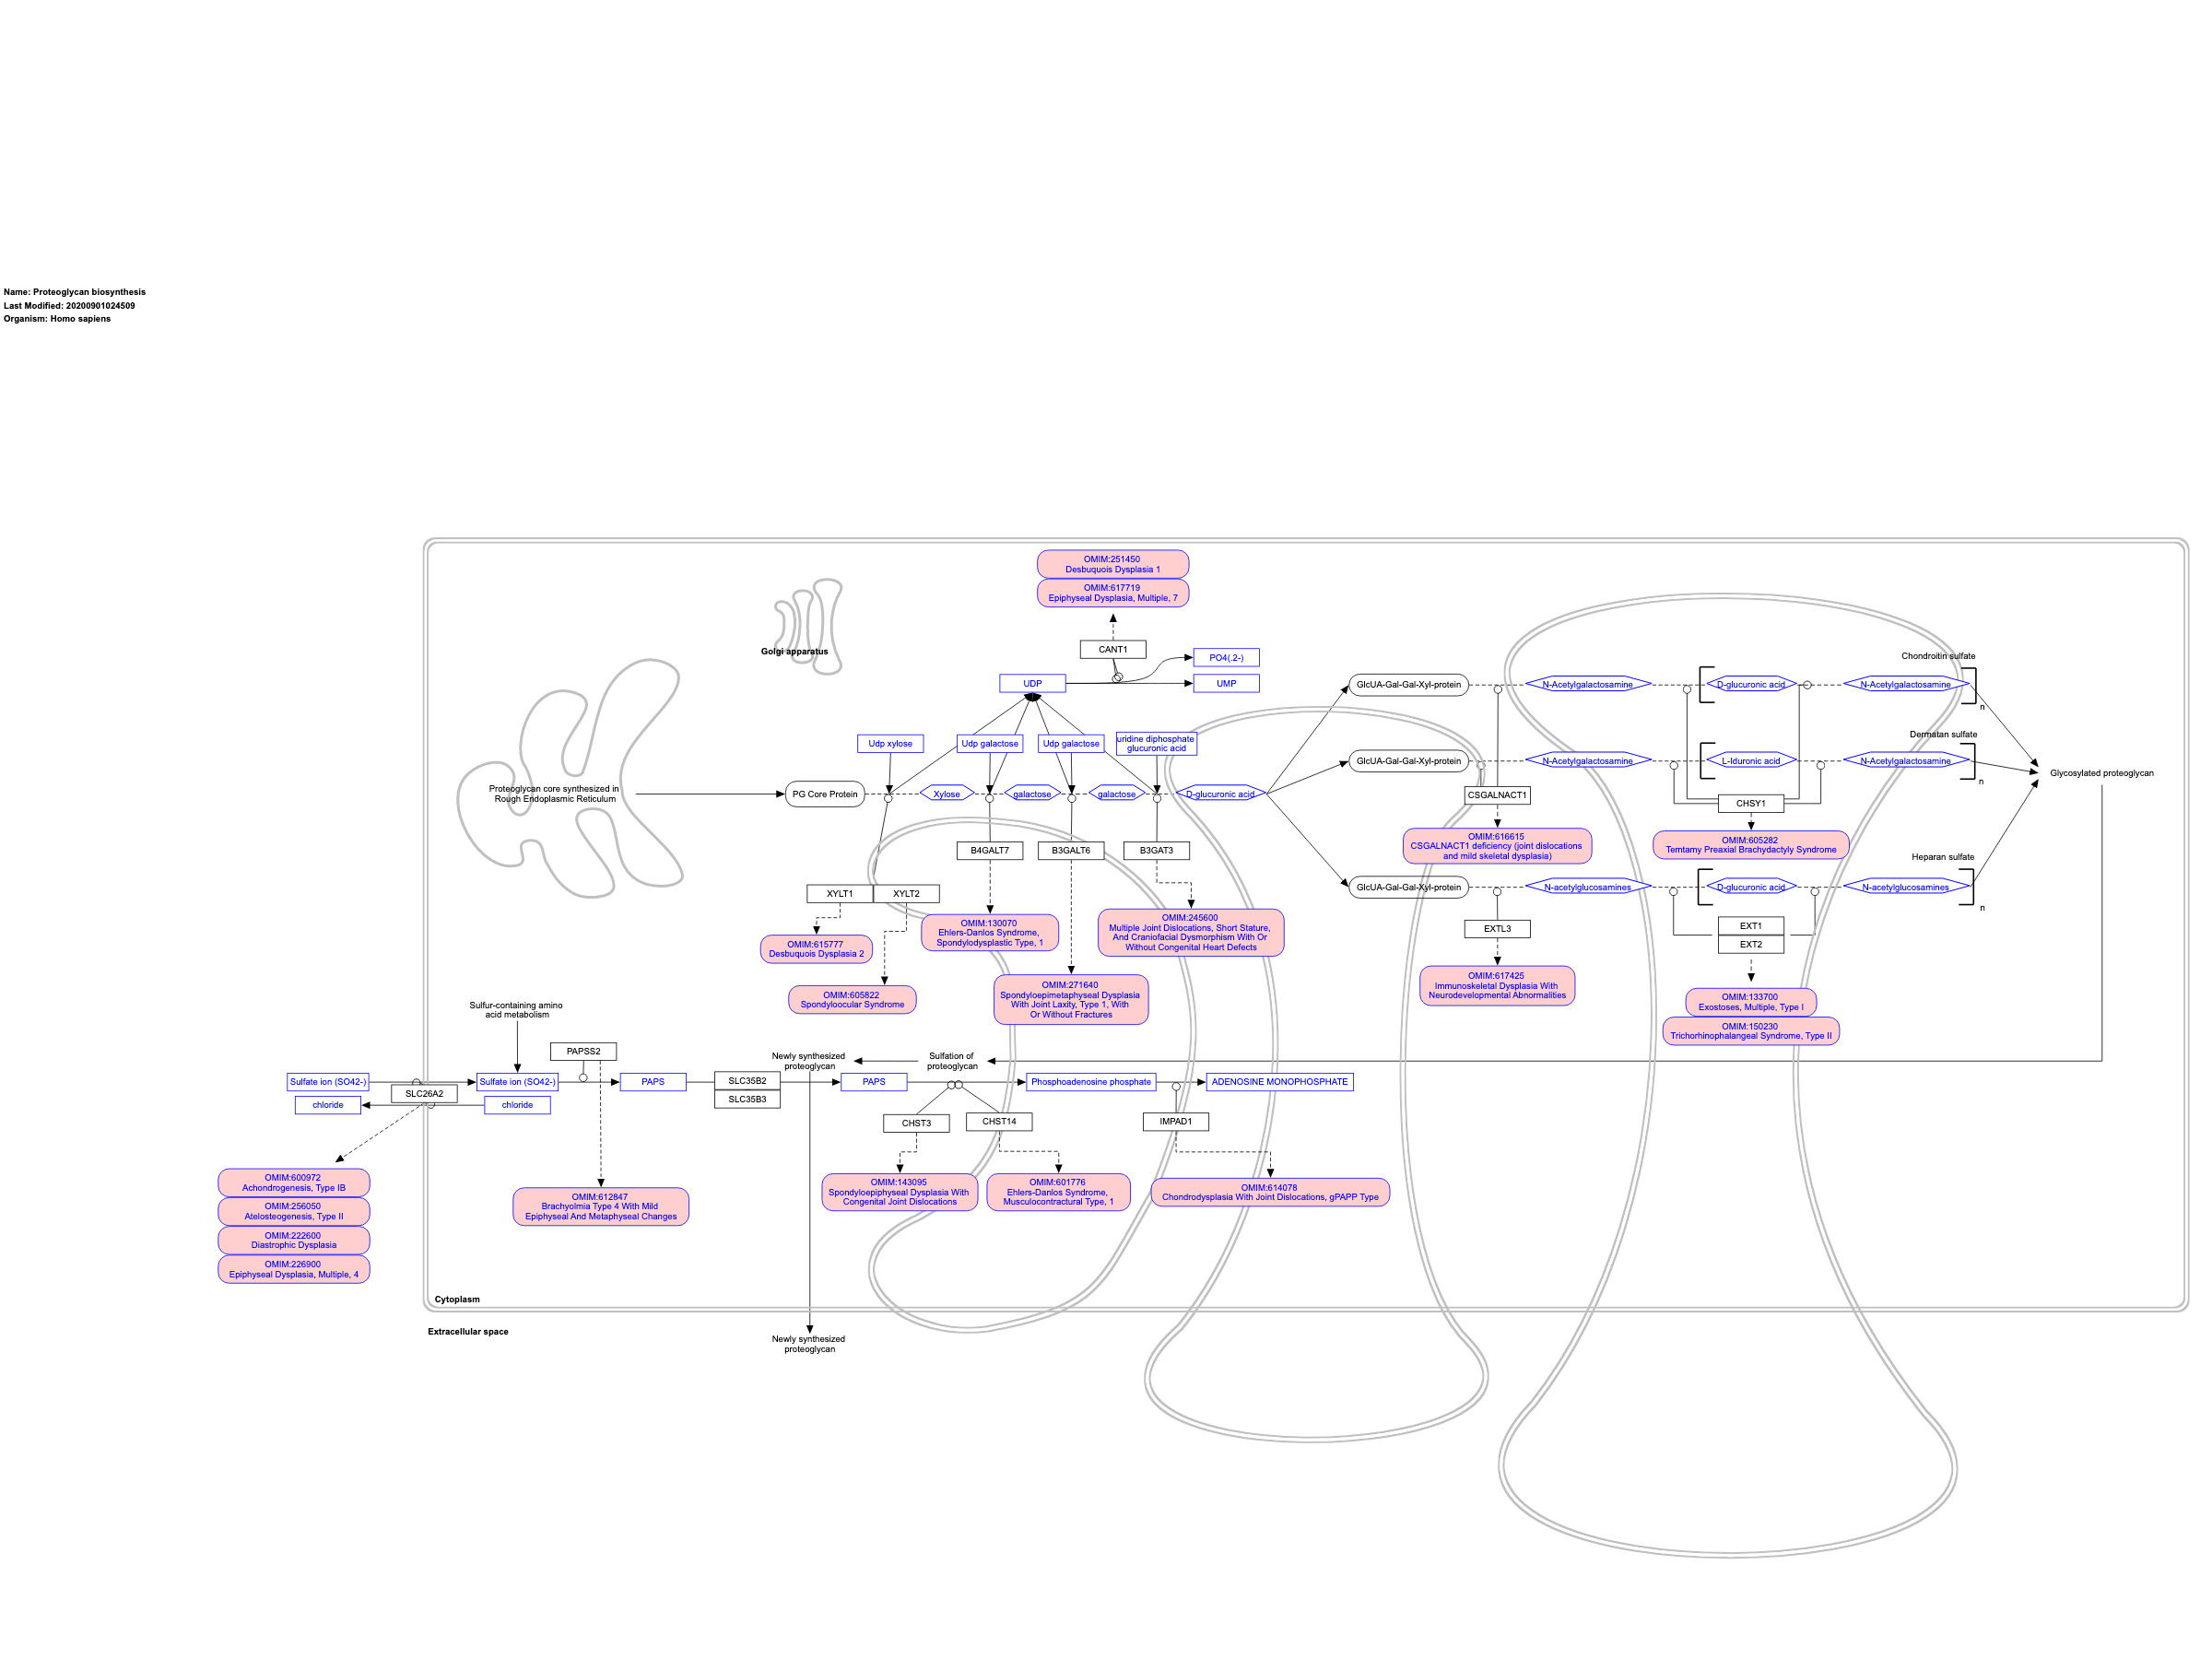 Name: Proteoglycan biosynthesis
Last Modified: 20200901024509
Organism: Homo sapiens
OMIM:251450
Desbuquois Dysplasia 1
OMIM:617719
Epiphyseal Dysplasia, Multiple, 7
Golgi apparatus
CANT1
PO4(.2-)
UDP
UMP
Chondroitin sulfate
GlcUA-Gal-Gal-Xyl-protein
N-Acetylgalactosamine
D-glucuronic acid
N-Acetylgalactosamine
n
Udp xylose
Udp galactose
Udp galactose
uridine diphosphate
glucuronic acid
Dermatan sulfate
GlcUA-Gal-Gal-Xyl-protein
N-Acetylgalactosamine
L-Iduronic acid
N-Acetylgalactosamine
n
Glycosylated proteoglycan
Proteoglycan core synthesized in
Rough Endoplasmic Reticulum
PG Core Protein
Xylose
galactose
galactose
D-glucuronic acid
CSGALNACT1
CHSY1
OMIM:616615
CSGALNACT1 deficiency (joint dislocations
and mild skeletal dysplasia)
OMIM:605282
Temtamy Preaxial Brachydactyly Syndrome
B4GALT7
B3GALT6
B3GAT3
Heparan sulfate
GlcUA-Gal-Gal-Xyl-protein
N-acetylglucosamines
D-glucuronic acid
N-acetylglucosamines
n
XYLT1
XYLT2
EXTL3
EXT1
EXT2
OMIM:615777
Desbuquois Dysplasia 2
OMIM:130070
Ehlers-Danlos Syndrome,
Spondylodysplastic Type, 1
OMIM:245600
Multiple Joint Dislocations, Short Stature,
And Craniofacial Dysmorphism With Or
Without Congenital Heart Defects
OMIM:605822
Spondyloocular Syndrome
OMIM:271640
Spondyloepimetaphyseal Dysplasia
With Joint Laxity, Type 1, With
Or Without Fractures
OMIM:617425
Immunoskeletal Dysplasia With
Neurodevelopmental Abnormalities
OMIM:133700
Exostoses, Multiple, Type I
OMIM:150230
Trichorhinophalangeal Syndrome, Type II
Sulfur-containing amino
acid metabolism
PAPSS2
Newly synthesized
proteoglycan
Sulfation of
proteoglycan
Sulfate ion (SO42-)
Sulfate ion (SO42-)
PAPS
SLC35B2
SLC35B3
PAPS
Phosphoadenosine phosphate
ADENOSINE MONOPHOSPHATE
SLC26A2
chloride
chloride
CHST3
CHST14
IMPAD1
OMIM:600972
Achondrogenesis, Type IB
OMIM:256050
Atelosteogenesis, Type II
OMIM:222600
Diastrophic Dysplasia
OMIM:226900
Epiphyseal Dysplasia, Multiple, 4
OMIM:612847
Brachyolmia Type 4 With Mild
Epiphyseal And Metaphyseal Changes
OMIM:143095
Spondyloepiphyseal Dysplasia With
Congenital Joint Dislocations
OMIM:601776
Ehlers-Danlos Syndrome,
Musculocontractural Type, 1
OMIM:614078
Chondrodysplasia With Joint Dislocations, gPAPP Type
Cytoplasm
Extracellular space
Newly synthesized
proteoglycan